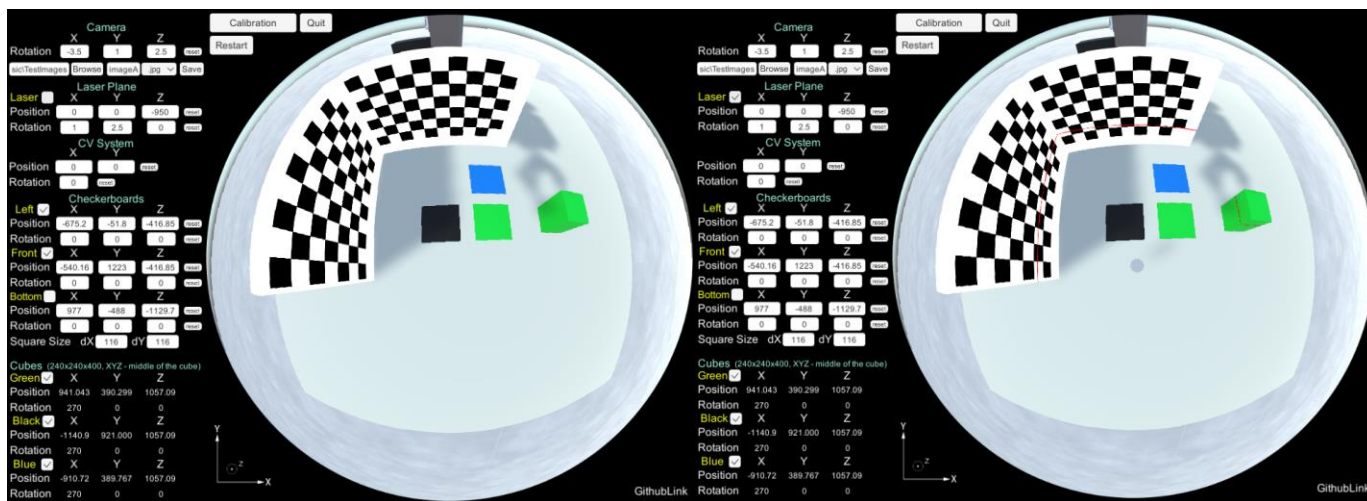 Camera
X Y Z
Rotation -3.5 1 2.5 reset
sic\TestImages Browse imageA .jpg Save
Laser Plane
Laser X Y Z
Position 0 0 -950 reset
Rotation 1 2.5 0 reset
CV System
X Y
Position 0 0 reset
Rotation 0 reset
Checkerboards
Left X Y Z
Position -675.2 -51.8 -416.85 reset
Rotation 0 0 0 reset
Front X Y Z
Position -540.16 1223 -416.85 reset
Rotation 0 0 0 reset
Bottom X Y Z
Position 977 -488 -1129.7 reset
Rotation 0 0 0 reset
Square Size dX 116 dY 116
Cubes (240x240x400, XYZ - middle of the cube)
Green X Y Z
Position 941.043 390.299 1057.09
Rotation 270 0 0
Black X Y Z
Position -1140.9 921.000 1057.09
Rotation 270 0 0
Blue X Y Z
Position -910.72 389.767 1057.09
Rotation 270 0 0
Calibration Quit
Y
Z
X
GithubLink
Camera
X Y Z
Rotation -3.5 1 2.5 reset
sic\TestImages Browse imageA .jpg Save
Laser Plane
Laser X Y Z
Position 0 0 -950 reset
Rotation 1 2.5 0 reset
CV System
X Y
Position 0 0 reset
Rotation 0 reset
Checkerboards
Left X Y Z
Position -675.2 -51.8 -416.85 reset
Rotation 0 0 0 reset
Front X Y Z
Position -540.16 1223 -416.85 reset
Rotation 0 0 0 reset
Bottom X Y Z
Position 977 -488 -1129.7 reset
Rotation 0 0 0 reset
Square Size dX 116 dY 116
Cubes (240x240x400, XYZ - middle of the cube)
Green X Y Z
Position 941.043 390.299 1057.09
Rotation 270 0 0
Black X Y Z
Position -1140.9 921.000 1057.09
Rotation 270 0 0
Blue X Y Z
Position -910.72 389.767 1057.09
Rotation 270 0 0
Calibration Quit
Restart
Y
Z
X
GithubLink
Restart